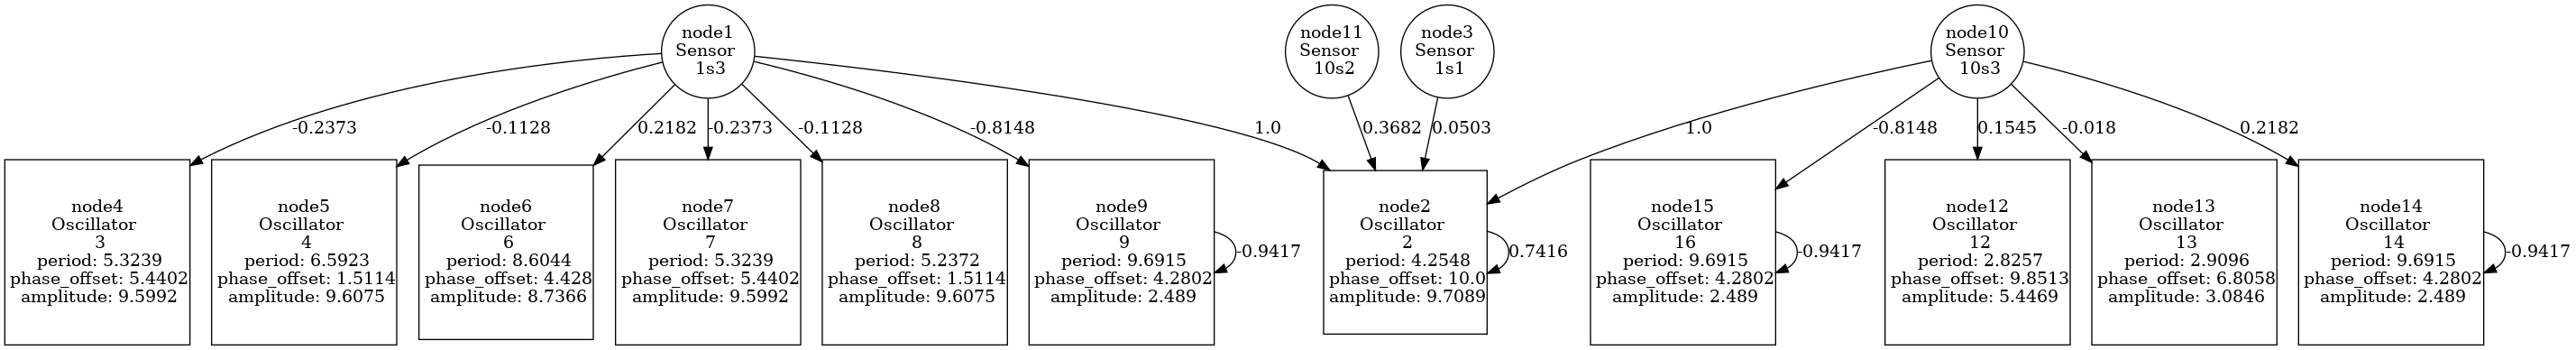 node1
Sensor
1s3
node11
Sensor
10s2
node3
Sensor
1s1
node10
Sensor
10s3
-0.2373
-0.1128
0.2182
-0.2373
-0.1128
-0.8148
1.0
0.3682
0.0503
1.0
-0.8148
0.1545
-0.018
0.2182
node4
Oscillator
3
period: 5.3239
phase_offset: 5.4402
amplitude: 9.5992
node5
Oscillator
4
period: 6.5923
phase_offset: 1.5114
amplitude: 9.6075
node6
Oscillator
6
period: 8.6044
phase_offset: 4.428
amplitude: 8.7366
node7
Oscillator
7
period: 5.3239
phase_offset: 5.4402
amplitude: 9.5992
node8
Oscillator
8
period: 5.2372
phase_offset: 1.5114
amplitude: 9.6075
node9
Oscillator
9
period: 9.6915
phase_offset: 4.2802
amplitude: 2.489
-0.9417
node2
Oscillator
2
period: 4.2548
phase_offset: 10.0
amplitude: 9.7089
0.7416
node15
Oscillator
16
period: 9.6915
phase_offset: 4.2802
amplitude: 2.489
-0.9417
node12
Oscillator
12
period: 2.8257
phase_offset: 9.8513
amplitude: 5.4469
node13
Oscillator
13
period: 2.9096
phase_offset: 6.8058
amplitude: 3.0846
node14
Oscillator
14
period: 9.6915
phase_offset: 4.2802
amplitude: 2.489
-0.9417